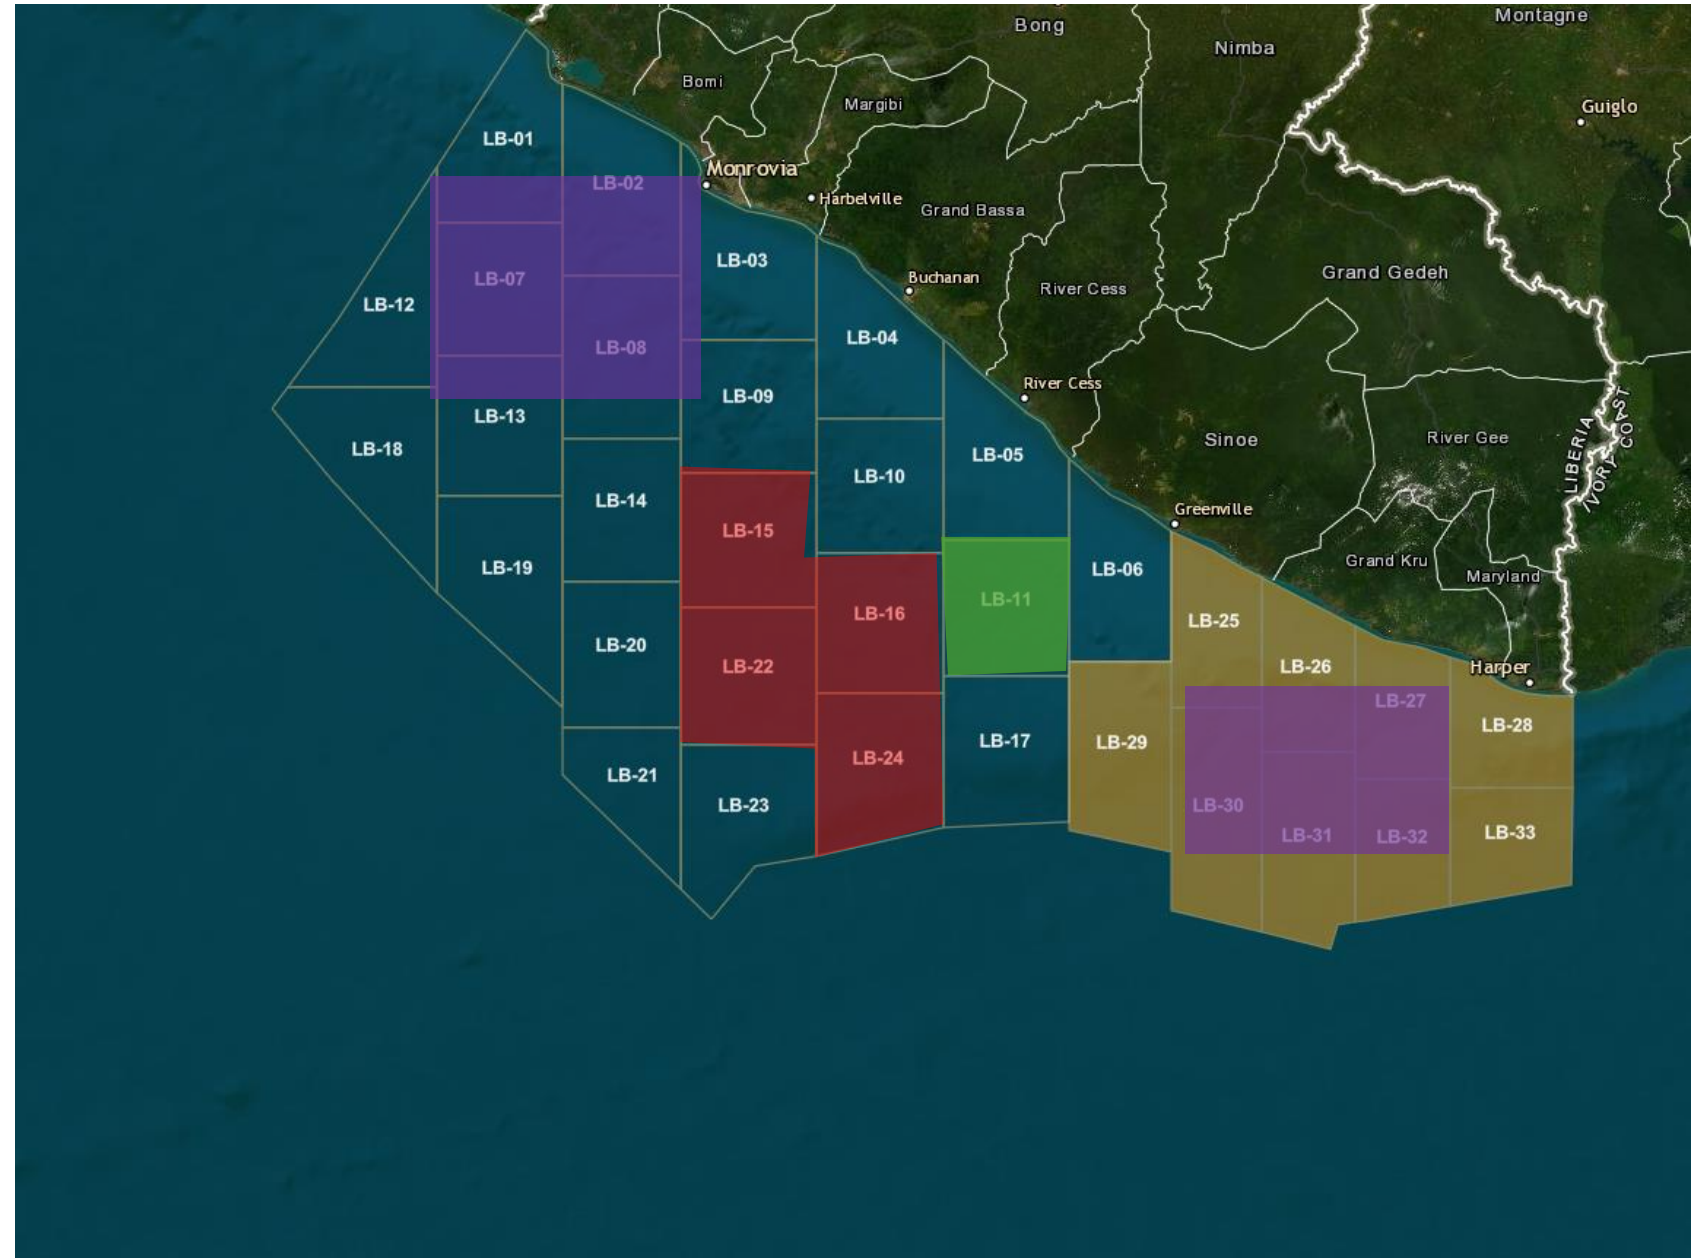 Montagne
Bong
Nimba
Bomi
Margibi
Guiglo
LB-01
Monrovia
LB-02
Harbelville
Grand Bassa
LB-03
Grand Gedeh
LB-07
Buchanan
River Cess
LB-12
LB-04
LB-08
River Cess
LB-09
LB-13
LIBERIA
IVORY COAST
Sinoe
River Gee
LB-18
LB-05
LB-10
LB-14
Greenville
LB-15
Grand Kru
LB-19
LB-06
Maryland
LB-11
LB-16
LB-25
LB-20
LB-22
LB-26
Harper
LB-27
LB-28
LB-17
LB-29
LB-24
LB-21
LB-23
LB-30
LB-33
LB-31
LB-32